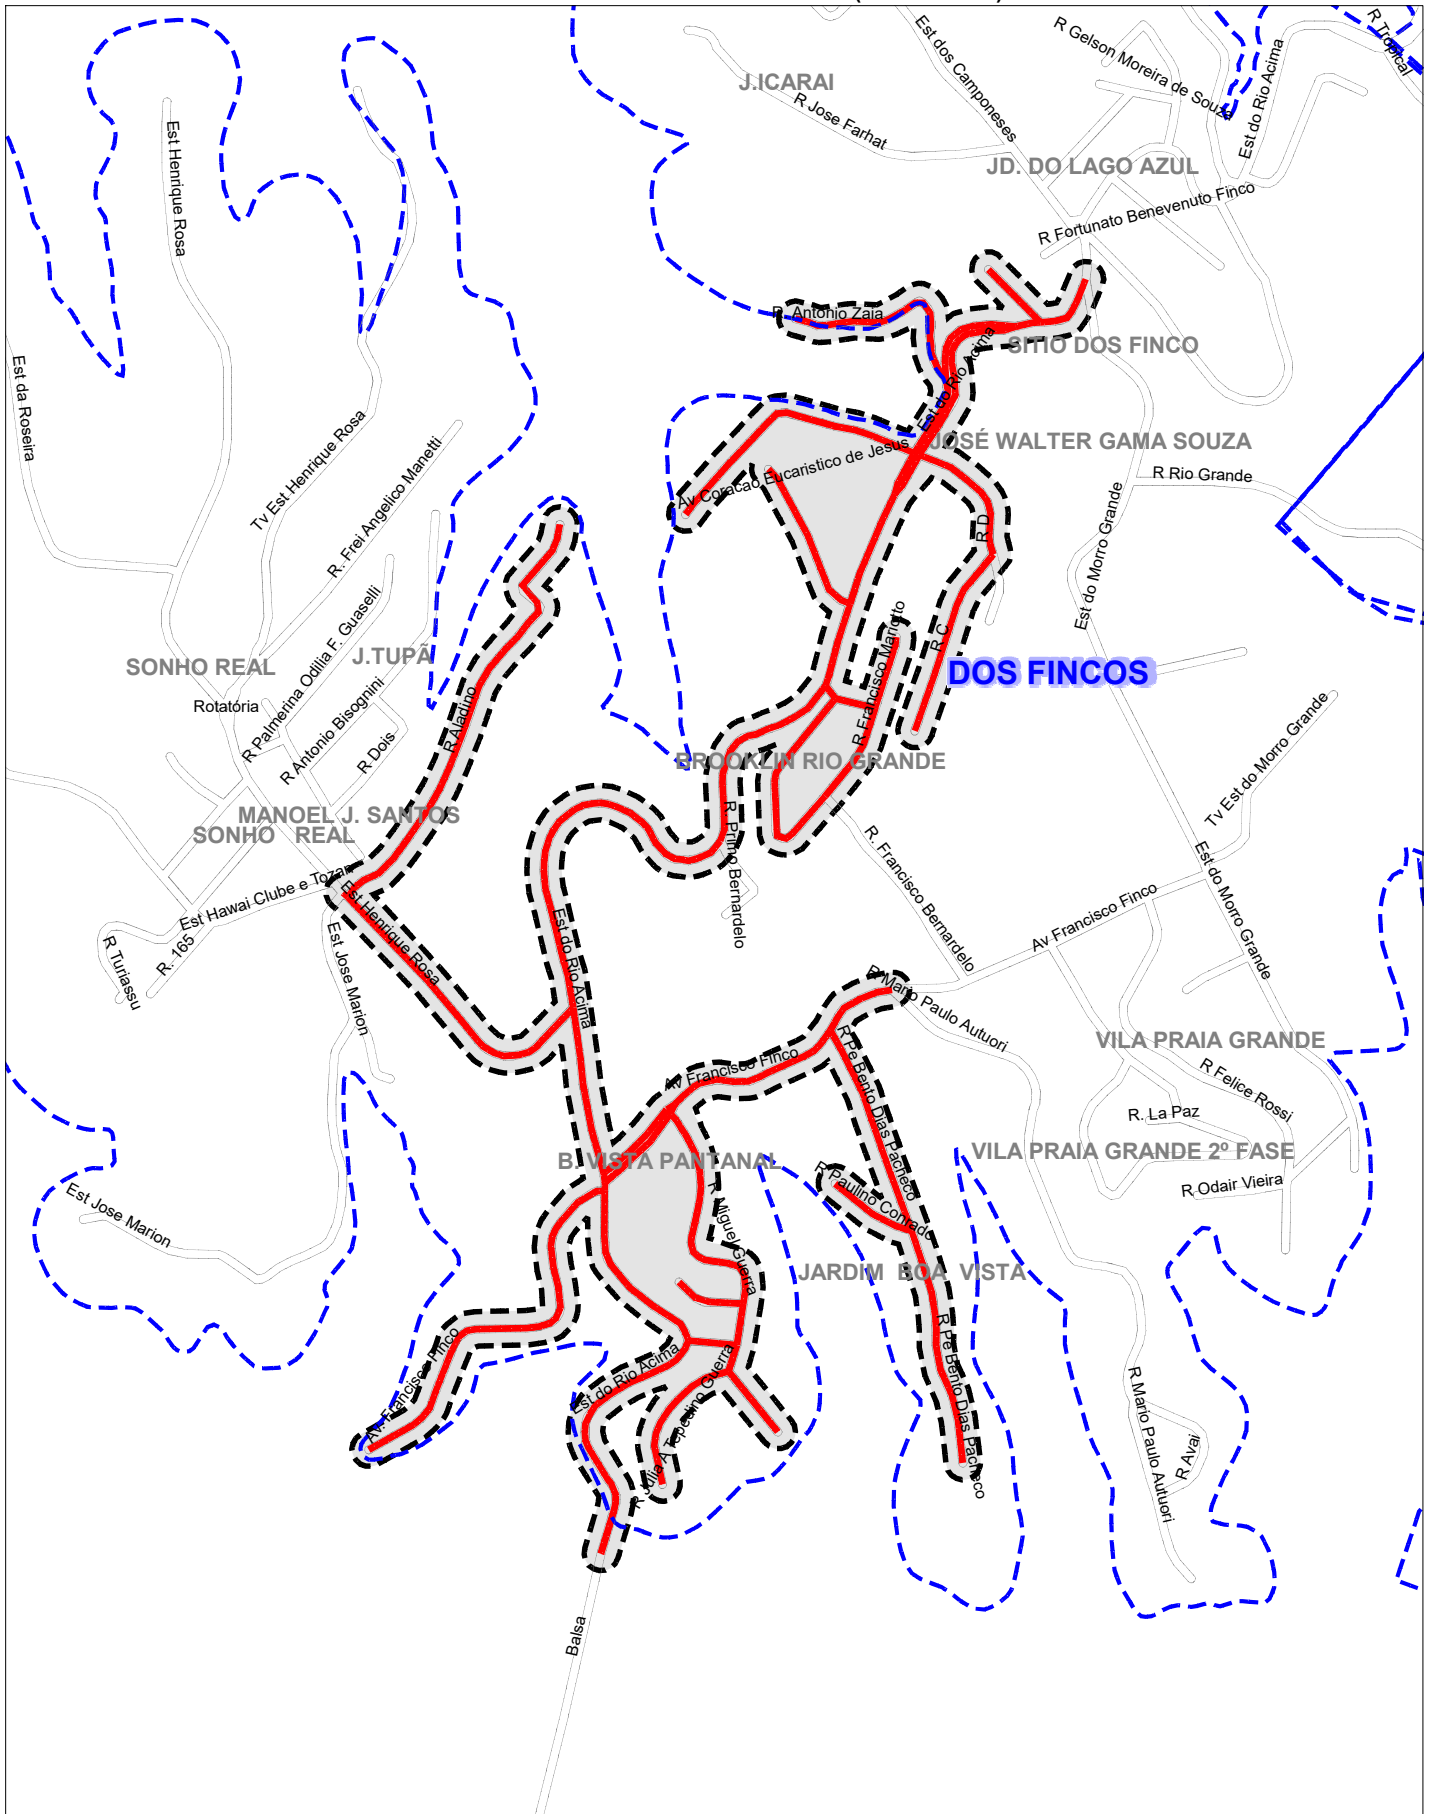 R Tropical
R Gelson Moreira de Souza
Est dos Camponeses
Est do Rio Acima
J.ICARAI
R Jose Farhat
Est Henrique Rosa
JD. DO LAGO AZUL
R Fortunato Benevenuto Finco
R. Antonio Zaia
SITIO DOS FINCO
Est do Rio Acima
Est da Roseira
JOSÉ WALTER GAMA SOUZA
Av Coracao Eucaristico de Jesus
R Rio Grande
Tv Est Henrique Rosa
R. Frei Angelico Manetti
R D
Est do Morro Grande
R. Palmerina Odilia F. Guaselli
J.TUPÃ
SONHO REAL
R C
R. Francisco Mariotto
DOS FINCOS
Rotatória
R Antonio Bisognini
R Aladino
R Dois
BROOKLIN RIO GRANDE
Tv Est do Morro Grande
MANOEL J. SANTOS
SONHO REAL
R. Primo Bernardelo
R. Francisco Bernardelo
Est do Morro Grande
Est Hawai Clube e Tozan
Est Henrique Rosa
Av Francisco Finco
R Turiassu
R. 165
Est Jose Marion
Est do Rio Acima
R Mario Paulo Autuori
VILA PRAIA GRANDE
Av Francisco Finco
R Pe Bento Dias Pacheco
R Felice Rossi
R. La Paz
B. VISTA PANTANAL
VILA PRAIA GRANDE 2º FASE
R Paulino Conrado
R Odair Vieira
Est Jose Marion
R Miguel Guerra
JARDIM BOA VISTA
Av. Francisco Finco
Est do Rio Acima
R Julia A Tepedino Guerra
R Pe Bento Dias Pacheco
R Mario Paulo Autuori
R Avai
Balsa